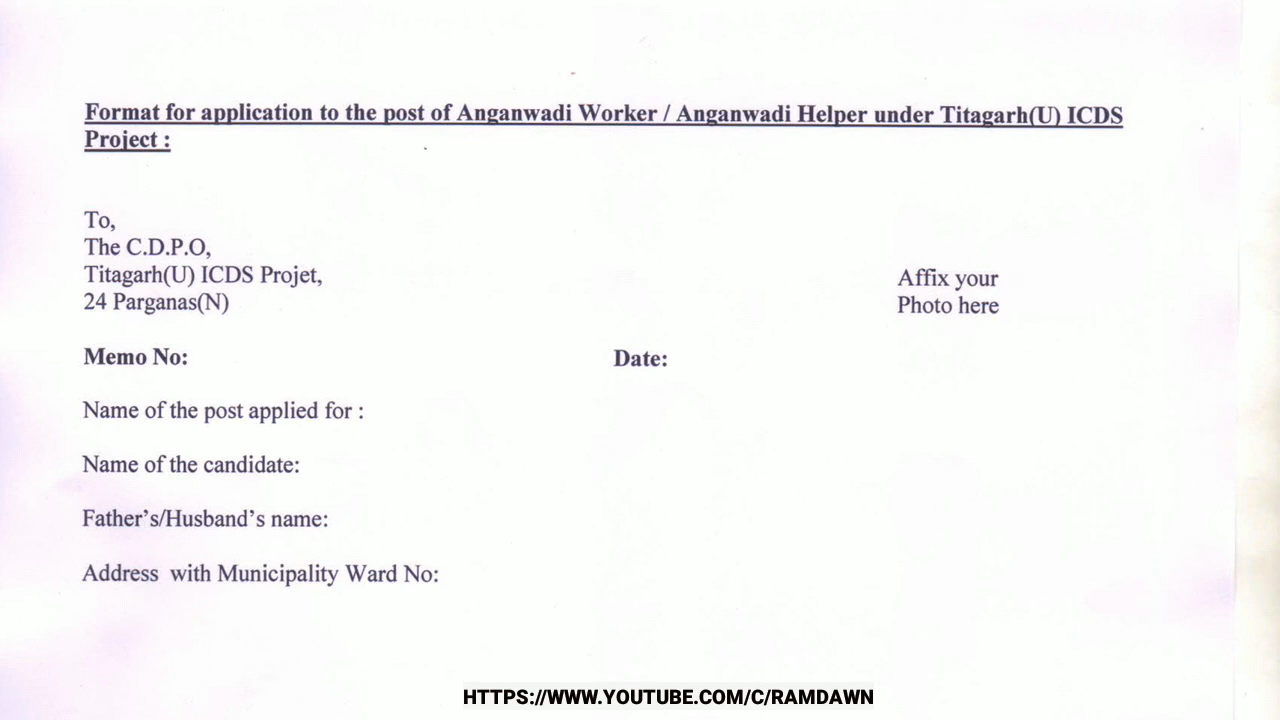 Format for application to the post of Anganwadi Worker / Anganwadi Helper under Titagarh(U) ICDS
Project :
To,
The C.D.P.O,
Titagarh(U) ICDS Projet,
24 Parganas(N)
Affix your
Photo here
Memo No:
Date:
Name of the post applied for :
Name of the candidate:
Father's/Husband's name:
Address with Municipality Ward No:
HTTPS://WWW.YOUTUBE.COM/C/RAMDAWN